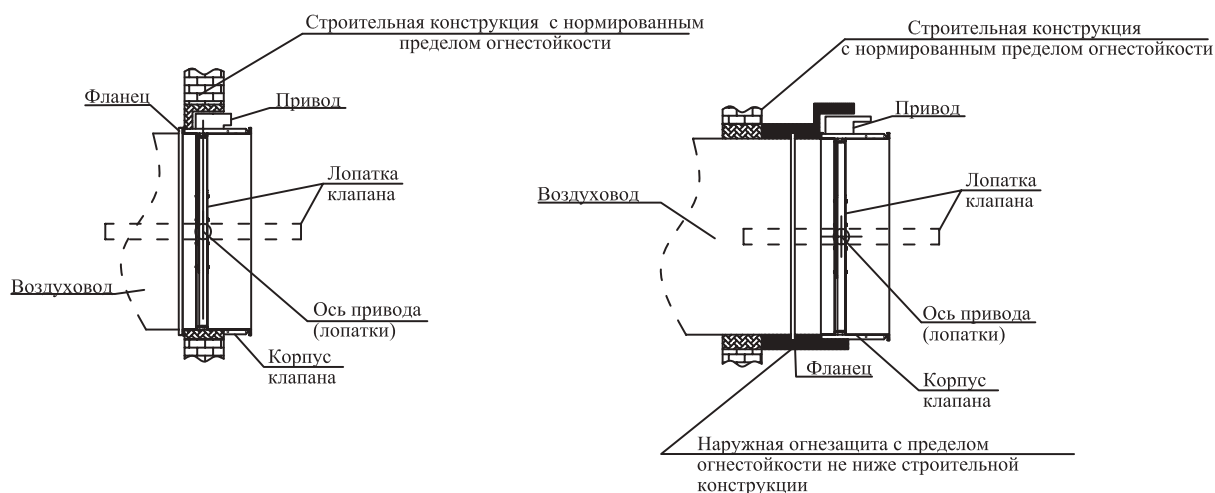 Строительная конструкция с нормированным
пределом огнестойкости
Фланец
Привод
Лопатка
клапана
Воздуховод
Ось привода
(лопатки)
Корпус
клапана
Строительная конструкция
с нормированным пределом огнестойкости
Привод
Воздуховод
Лопатка
клапана
Ось привода
(лопатки)
Фланец
Корпус
клапана
Наружная огнезащита с пределом
огнестойкости не ниже строительной
конструкции